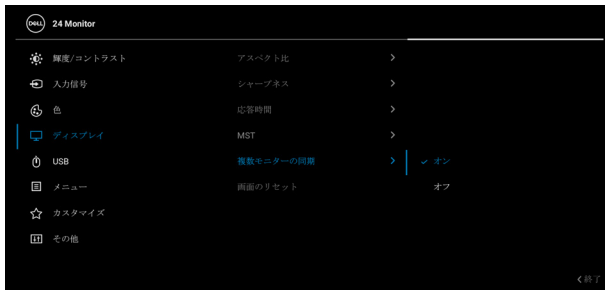 DELL 24 Monitor
輝度/コントラスト アスペクト比
入力信号 シャープネス
色 応答時間
ディスプレイ MST
USB 複数モニターの同期 オン
メニュー 画面のリセット オフ
カスタマイズ
その他
終了